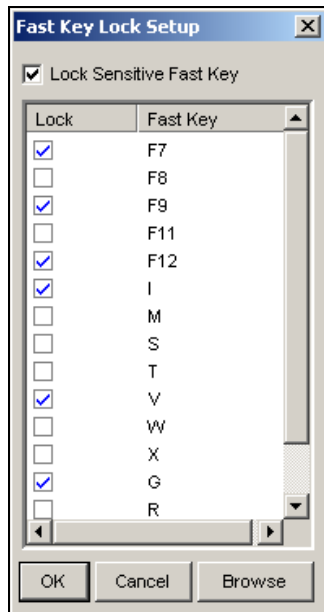 Fast Key Lock Setup
Lock Sensitive Fast Key
Lock Fast Key
F7
F8
F9
F11
F12
I
M
S
T
V
W
X
G
R
OK Cancel Browse